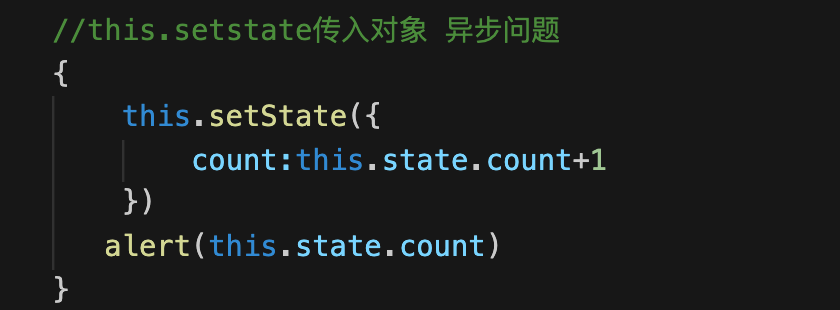 //this.setstate传入对象 异步问题
{
this.setState({
count:this.state.count+1
})
alert(this.state.count)
}